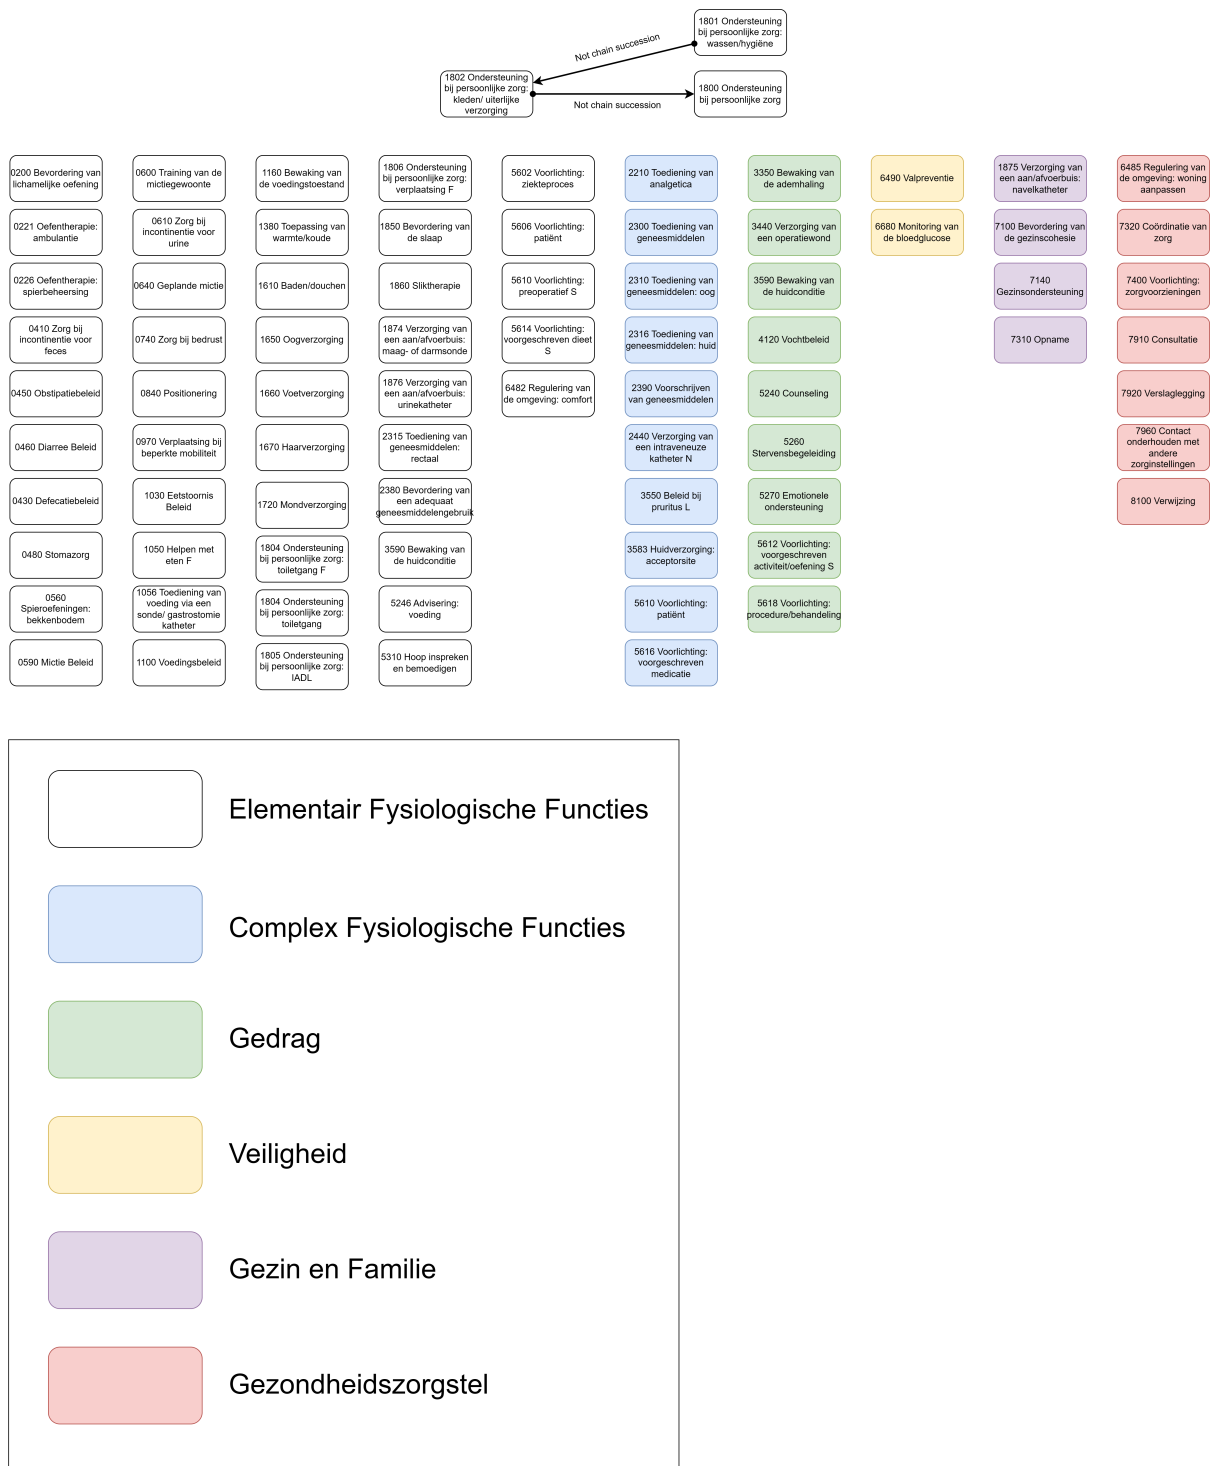 1801 Ondersteuning
bij persoonlijke zorg:
wassen/hygiëne
Not chain succession
1802 Ondersteuning
bij persoonlijke zorg:
kleden/ uiterlijke
verzorging
1800 Ondersteuning
bij persoonlijke zorg
Not chain succession
0200 Bevordering van
lichamelijke oefening
0221 Oefentherapie:
ambulantie
0226 Oefentherapie:
spierbeheersing
0410 Zorg bij
incontinentie voor
feces
0450 Obstipatiebeleid
0460 Diarree Beleid
0430 Defecatiebeleid
0480 Stomazorg
0560
Spieroefeningen:
bekkenbodem
0590 Mictie Beleid
0600 Training van de
mictiegewoonte
0610 Zorg bij
incontinentie voor
urine
0640 Geplande mictie
0740 Zorg bij bedrust
0840 Positionering
0970 Verplaatsing bij
beperkte mobiliteit
1030 Eetstoornis
Beleid
1050 Helpen met
eten F
1056 Toediening van
voeding via een
sonde/ gastrostomie
katheter
1100 Voedingsbeleid
1160 Bewaking van
de voedingstoestand
1380 Toepassing van
warmte/koude
1610 Baden/douchen
1650 Oogverzorging
1660 Voetverzorging
1670 Haarverzorging
1720 Mondverzorging
1804 Ondersteuning
bij persoonlijke zorg:
toiletgang F
1804 Ondersteuning
bij persoonlijke zorg:
toiletgang
1805 Ondersteuning
bij persoonlijke zorg:
IADL
1806 Ondersteuning
bij persoonlijke zorg:
verplaatsing F
1850 Bevordering van
de slaap
1860 Sliktherapie
1874 Verzorging van
een aan/afvoerbuis:
maag- of darmsonde
1876 Verzorging van
een aan/afvoerbuis:
urinekatheter
2315 Toediening van
geneesmiddelen:
rectaal
2380 Bevordering van
een adequaat
geneesmiddelengebruik
3590 Bewaking van
de huidconditie
5246 Advisering:
voeding
5310 Hoop inspreken
en bemoedigen
5602 Voorlichting:
ziekteproces
5606 Voorlichting:
patiënt
5610 Voorlichting:
preoperatief S
5614 Voorlichting:
voorgeschreven dieet
S
6482 Regulering van
de omgeving: comfort
2210 Toediening van
analgetica
2300 Toediening van
geneesmiddelen
2310 Toediening van
geneesmiddelen: oog
2316 Toediening van
geneesmiddelen: huid
2390 Voorschrijven
van geneesmiddelen
2440 Verzorging van
een intraveneuze
katheter N
3550 Beleid bij
pruritus L
3583 Huidverzorging:
acceptorsite
5610 Voorlichting:
patiënt
5616 Voorlichting:
voorgeschreven
medicatie
3350 Bewaking van
de ademhaling
3440 Verzorging van
een operatiewond
3590 Bewaking van
de huidconditie
4120 Vochtbeleid
5240 Counseling
5260
Stervensbegeleiding
5270 Emotionele
ondersteuning
5612 Voorlichting:
voorgeschreven
activiteit/oefening S
5618 Voorlichting:
procedure/behandeling
6490 Valpreventie
6680 Monitoring van
de bloedglucose
1875 Verzorging van
een aan/afvoerbuis:
navelkatheter
7100 Bevordering van
de gezinscohesie
7140
Gezinsondersteuning
7310 Opname
6485 Regulering van
de omgeving: woning
aanpassen
7320 Coördinatie van
zorg
7400 Voorlichting:
zorgvoorzieningen
7910 Consultatie
7920 Verslaglegging
7960 Contact
onderhouden met
andere
zorginstellingen
8100 Verwijzing
Elementair Fysiologische Functies
Complex Fysiologische Functies
Gedrag
Veiligheid
Gezin en Familie
Gezondheidszorgstel